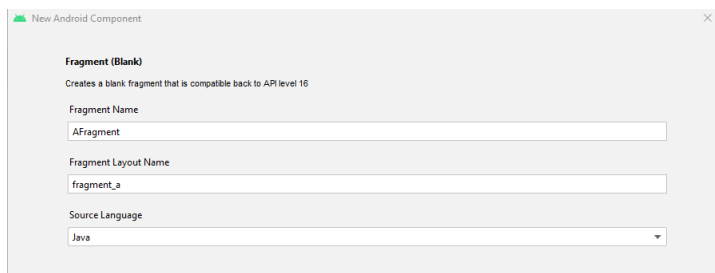 New Android Component
Fragment (Blank)
Creates a blank fragment that is compatible back to API level 16
Fragment Name
AFragment
Fragment Layout Name
fragment_a
Source Language
Java